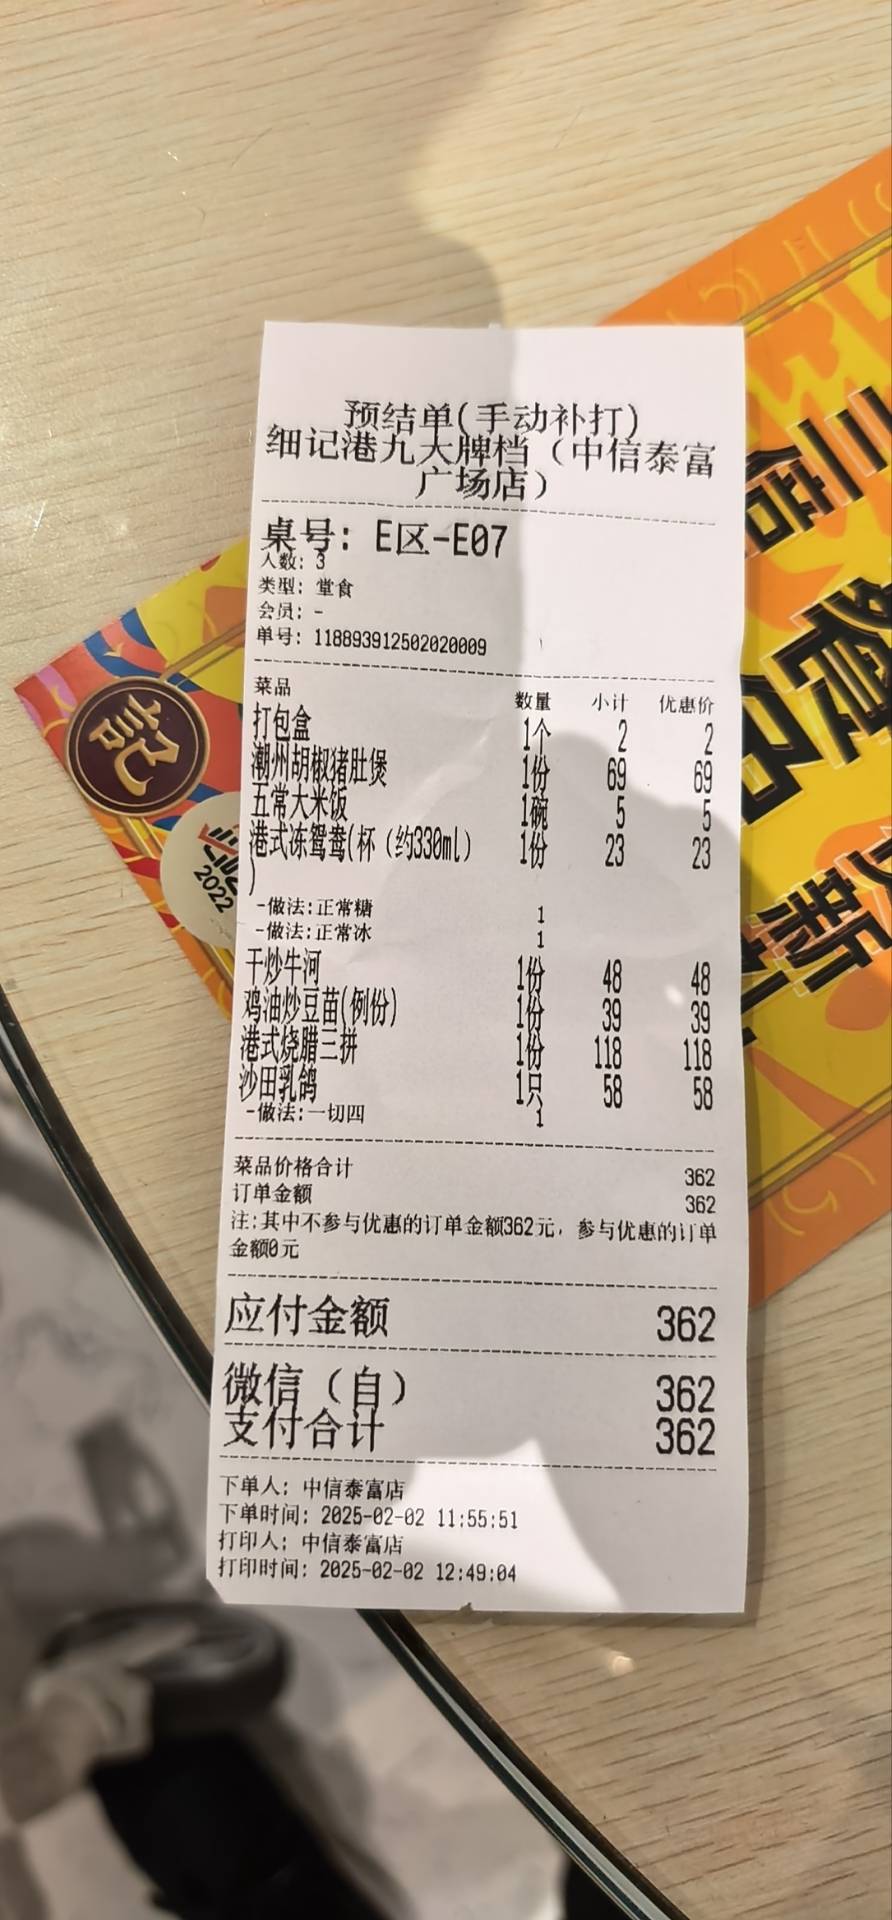 预结单(手动补打)
细记港九大牌档（中信泰富
广场店）
桌号: E区-E07
人数: 3
类型: 堂食
会员: -
单号: 118893912502020009
菜品 数量 小计 优惠价
打包盒 1个 2 2
潮州胡椒猪肚煲 1份 69 69
五常大米饭 1碗 5 5
港式冻鸳鸯(杯（约330ml） 1份 23 23
)
-做法:正常糖 1
-做法:正常冰 1
干炒牛河 1份 48 48
鸡油炒豆苗(例份) 1份 39 39
港式烧腊三拼 1份 118 118
沙田乳鸽 1只 58 58
-做法:一切四 1
菜品价格合计 362
订单金额 362
注:其中不参与优惠的订单金额362元，参与优惠的订单
金额0元
应付金额 362
微信（自） 362
支付合计 362
下单人: 中信泰富店
下单时间: 2025-02-02 11:55:51
打印人: 中信泰富店
打印时间: 2025-02-02 12:49:04
記
2022
三倍